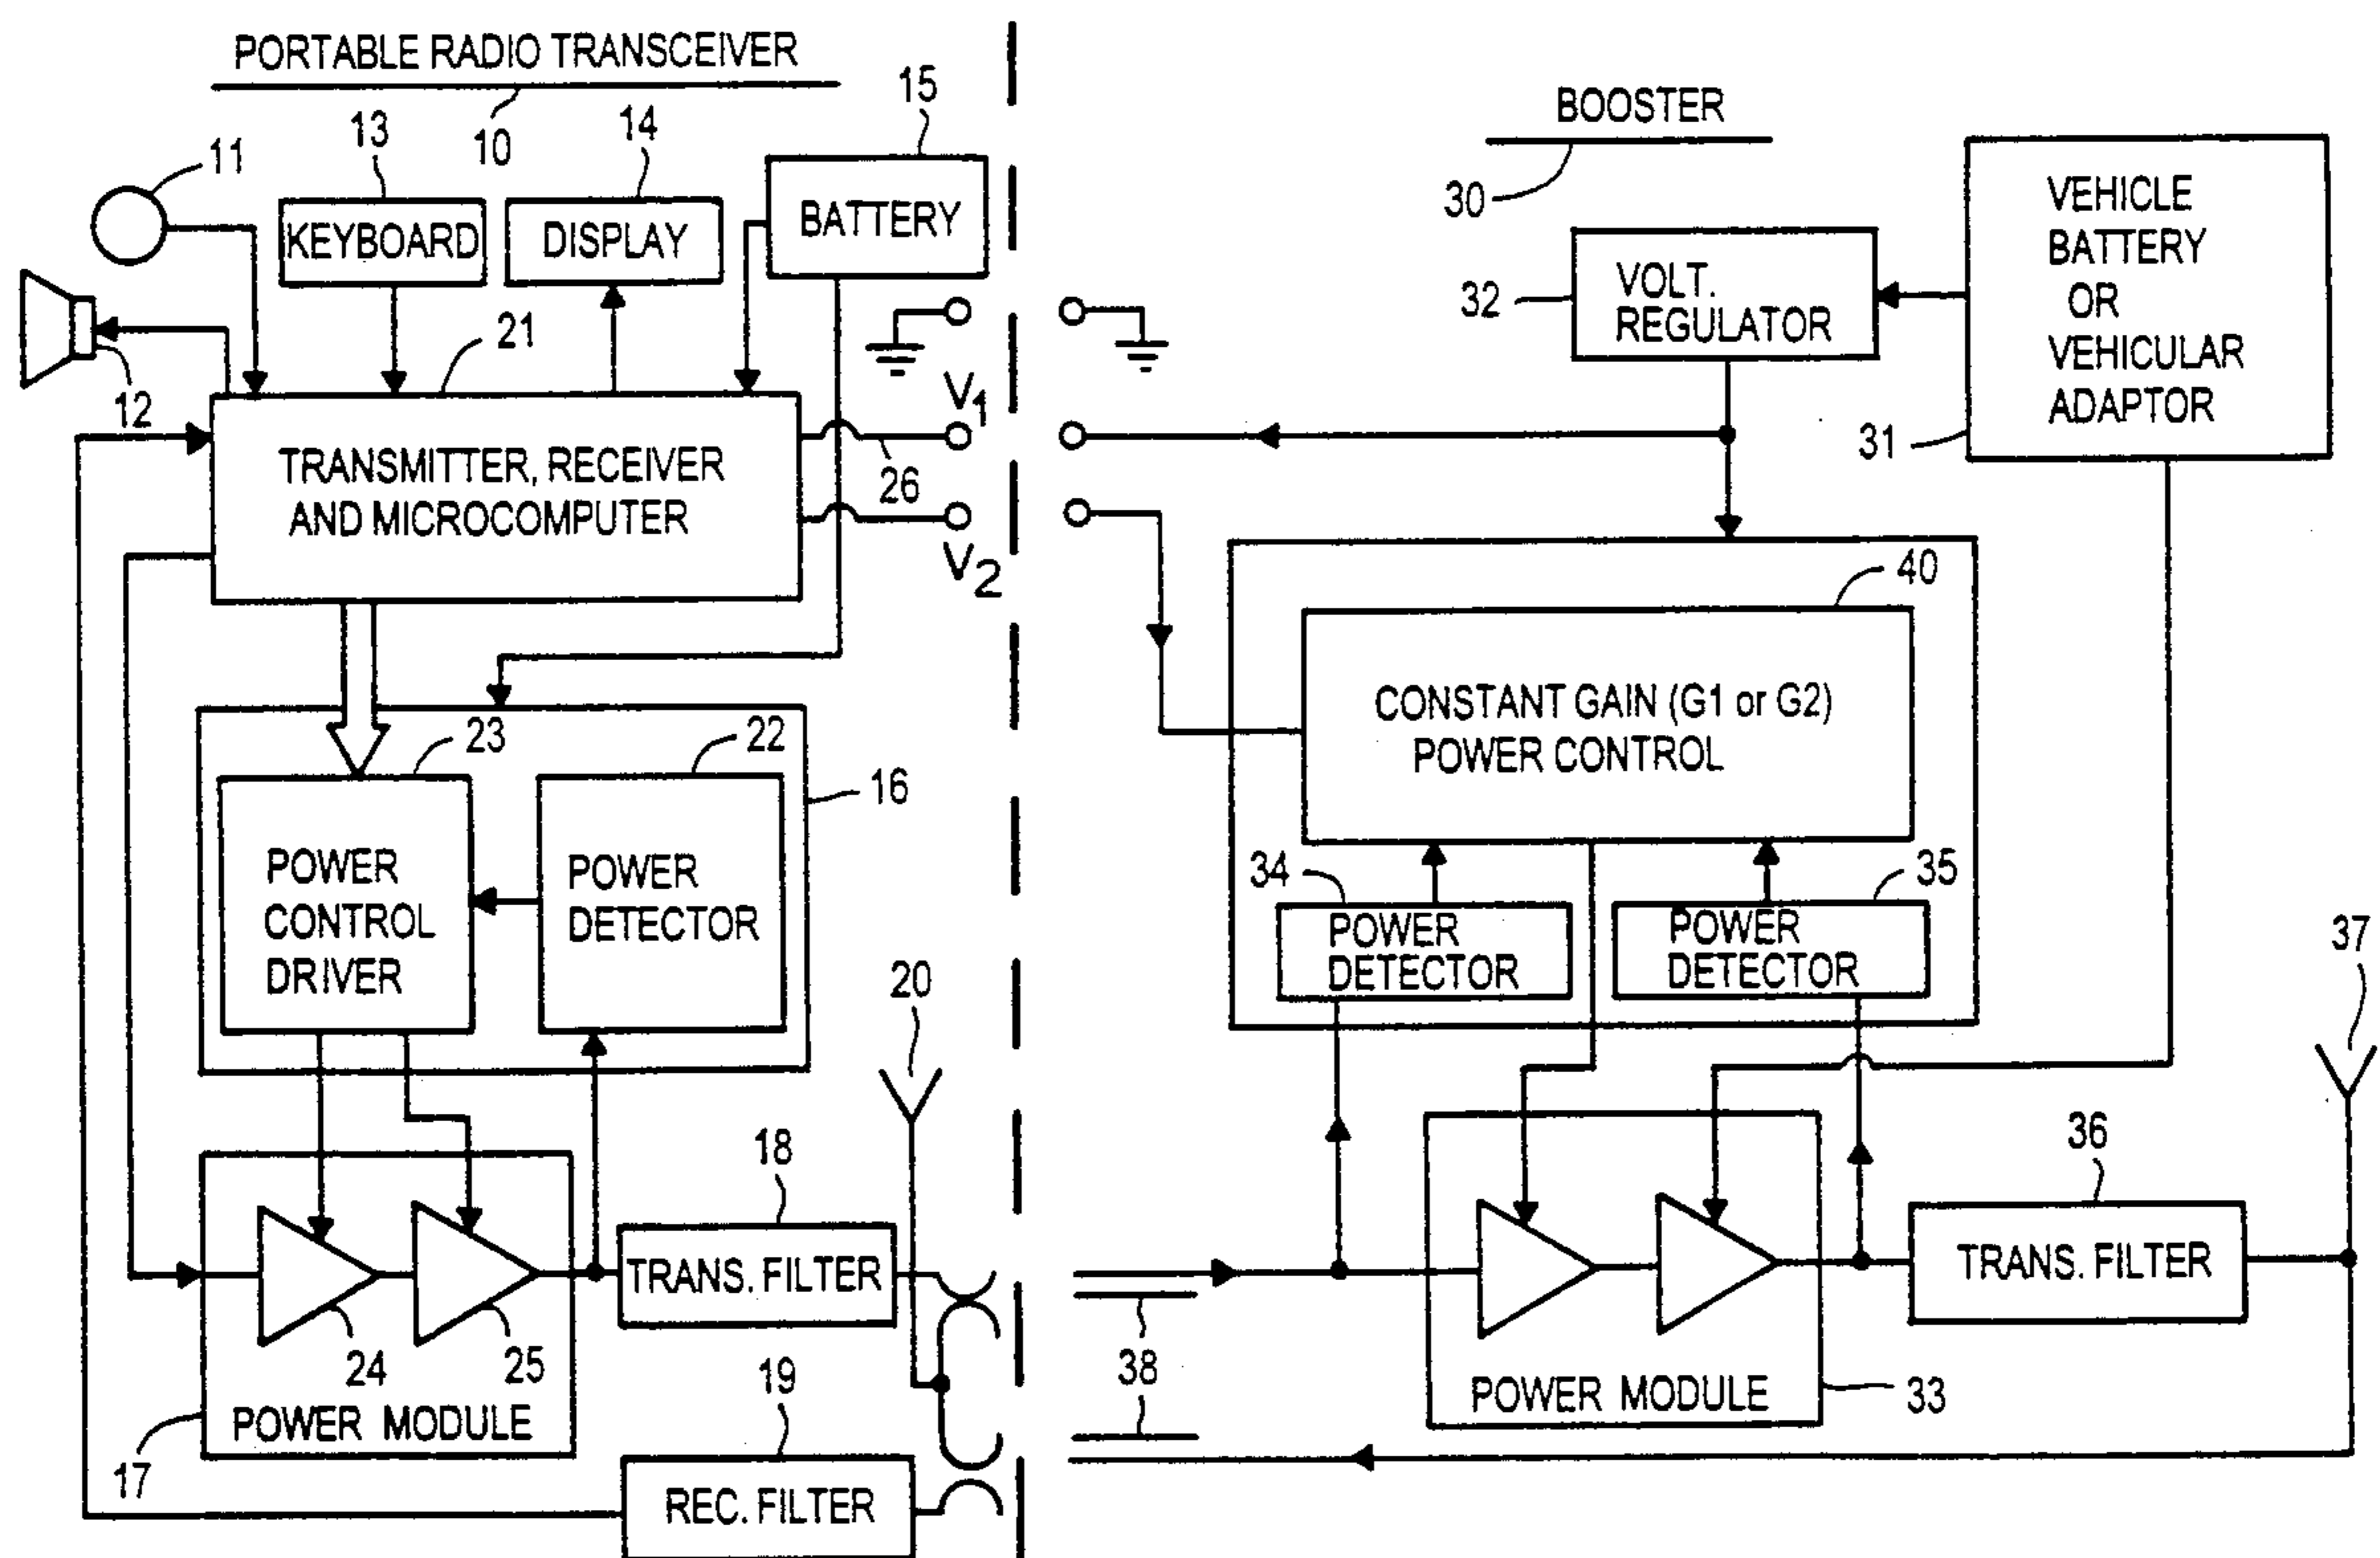 PORTABLE RADIO TRANSCEIVER
10
11
12
13
KEYBOARD
14
DISPLAY
15
BATTERY
21
TRANSMITTER, RECEIVER
AND MICROCOMPUTER
V1
26
V2
23
22
16
POWER
CONTROL
DRIVER
POWER
DETECTOR
20
24
25
POWER MODULE
17
18
TRANS. FILTER
19
REC. FILTER
BOOSTER
30
32
VOLT.
REGULATOR
VEHICLE
BATTERY
OR
VEHICULAR
ADAPTOR
31
40
CONSTANT GAIN (G1 or G2)
POWER CONTROL
34
POWER
DETECTOR
35
POWER
DETECTOR
37
36
TRANS. FILTER
38
POWER MODULE
33